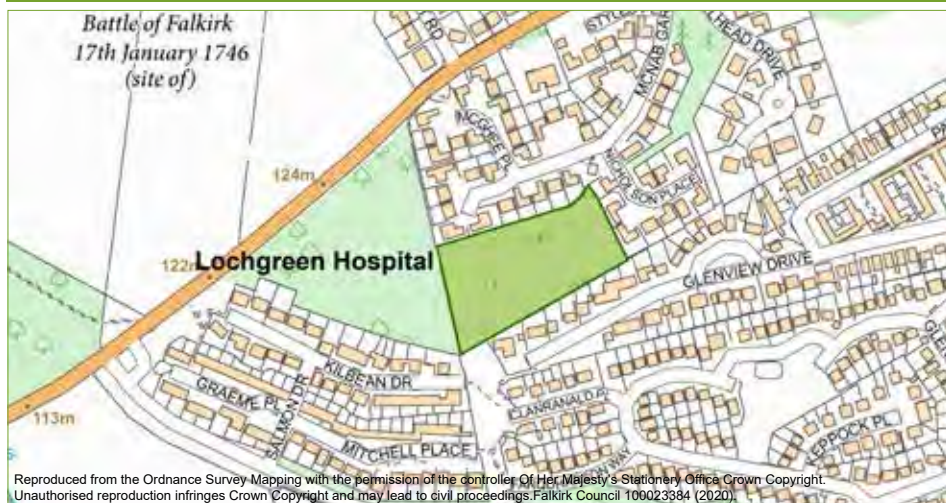 Battle of Falkirk
17th January 1746
(site of)
MCNAB GAR
HEAD DRIVE
MCGHEE PL
124m
NICHOLSON PLACE
122m
Lochgreen Hospital
GLENVIEW DRIVE
KILBEAN DR
GRAEME PL
SALMOND DR
CLANRANALD PL
113m
MITCHELL PLACE
KEPPOCH PL
Reproduced from the Ordnance Survey Mapping with the permission of the controller Of Her Majesty's Stationery Office Crown Copyright.
Unauthorised reproduction infringes Crown Copyright and may lead to civil proceedings.Falkirk Council 100023384 (2020).